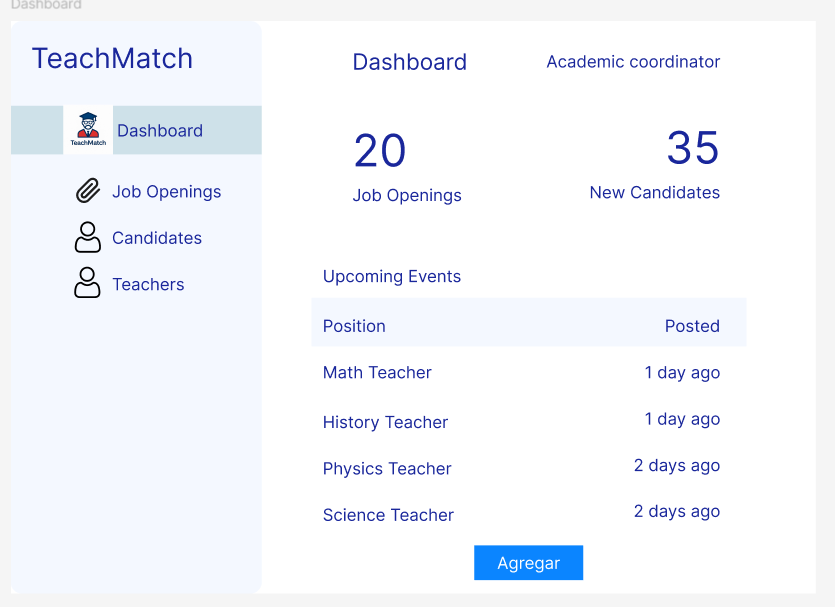 Dashboard
TeachMatch
TeachMatch
Dashboard
Job Openings
Candidates
Teachers
Dashboard
Academic coordinator
20
Job Openings
35
New Candidates
Upcoming Events
Position Posted
Math Teacher 1 day ago
History Teacher 1 day ago
Physics Teacher 2 days ago
Science Teacher 2 days ago
Agregar